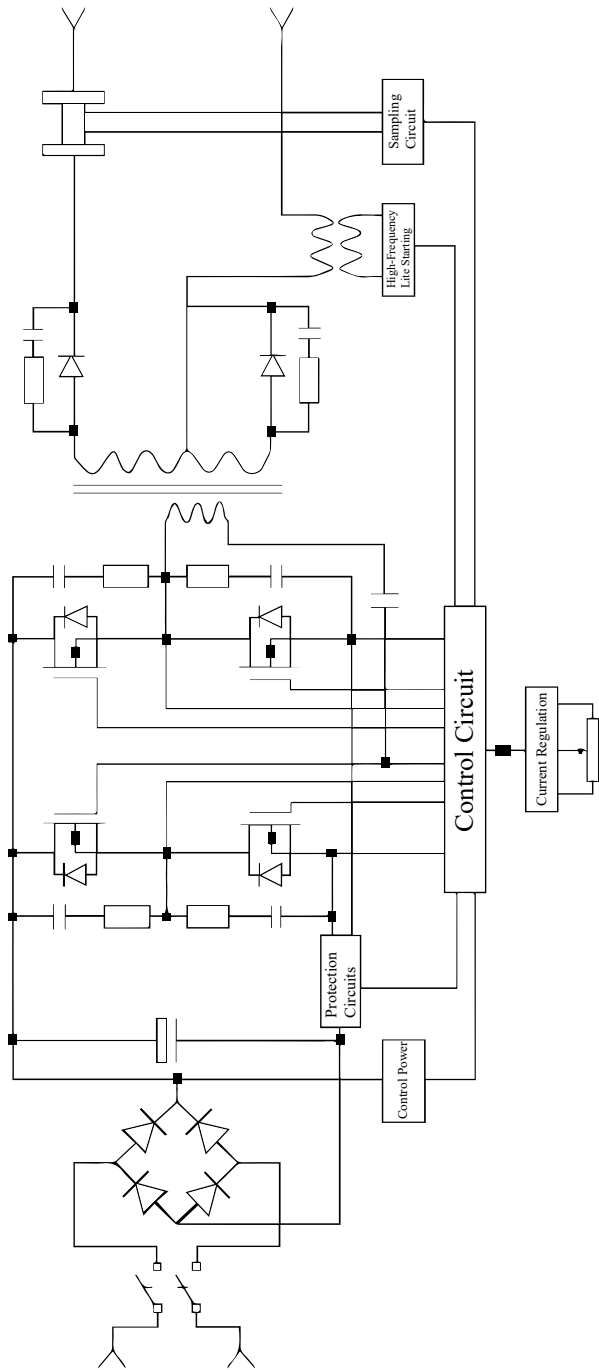 Sampling
Circuit
High-Frequency
Lite Starting
Control Circuit
Current Regulation
Protection
Circuits
Control Power